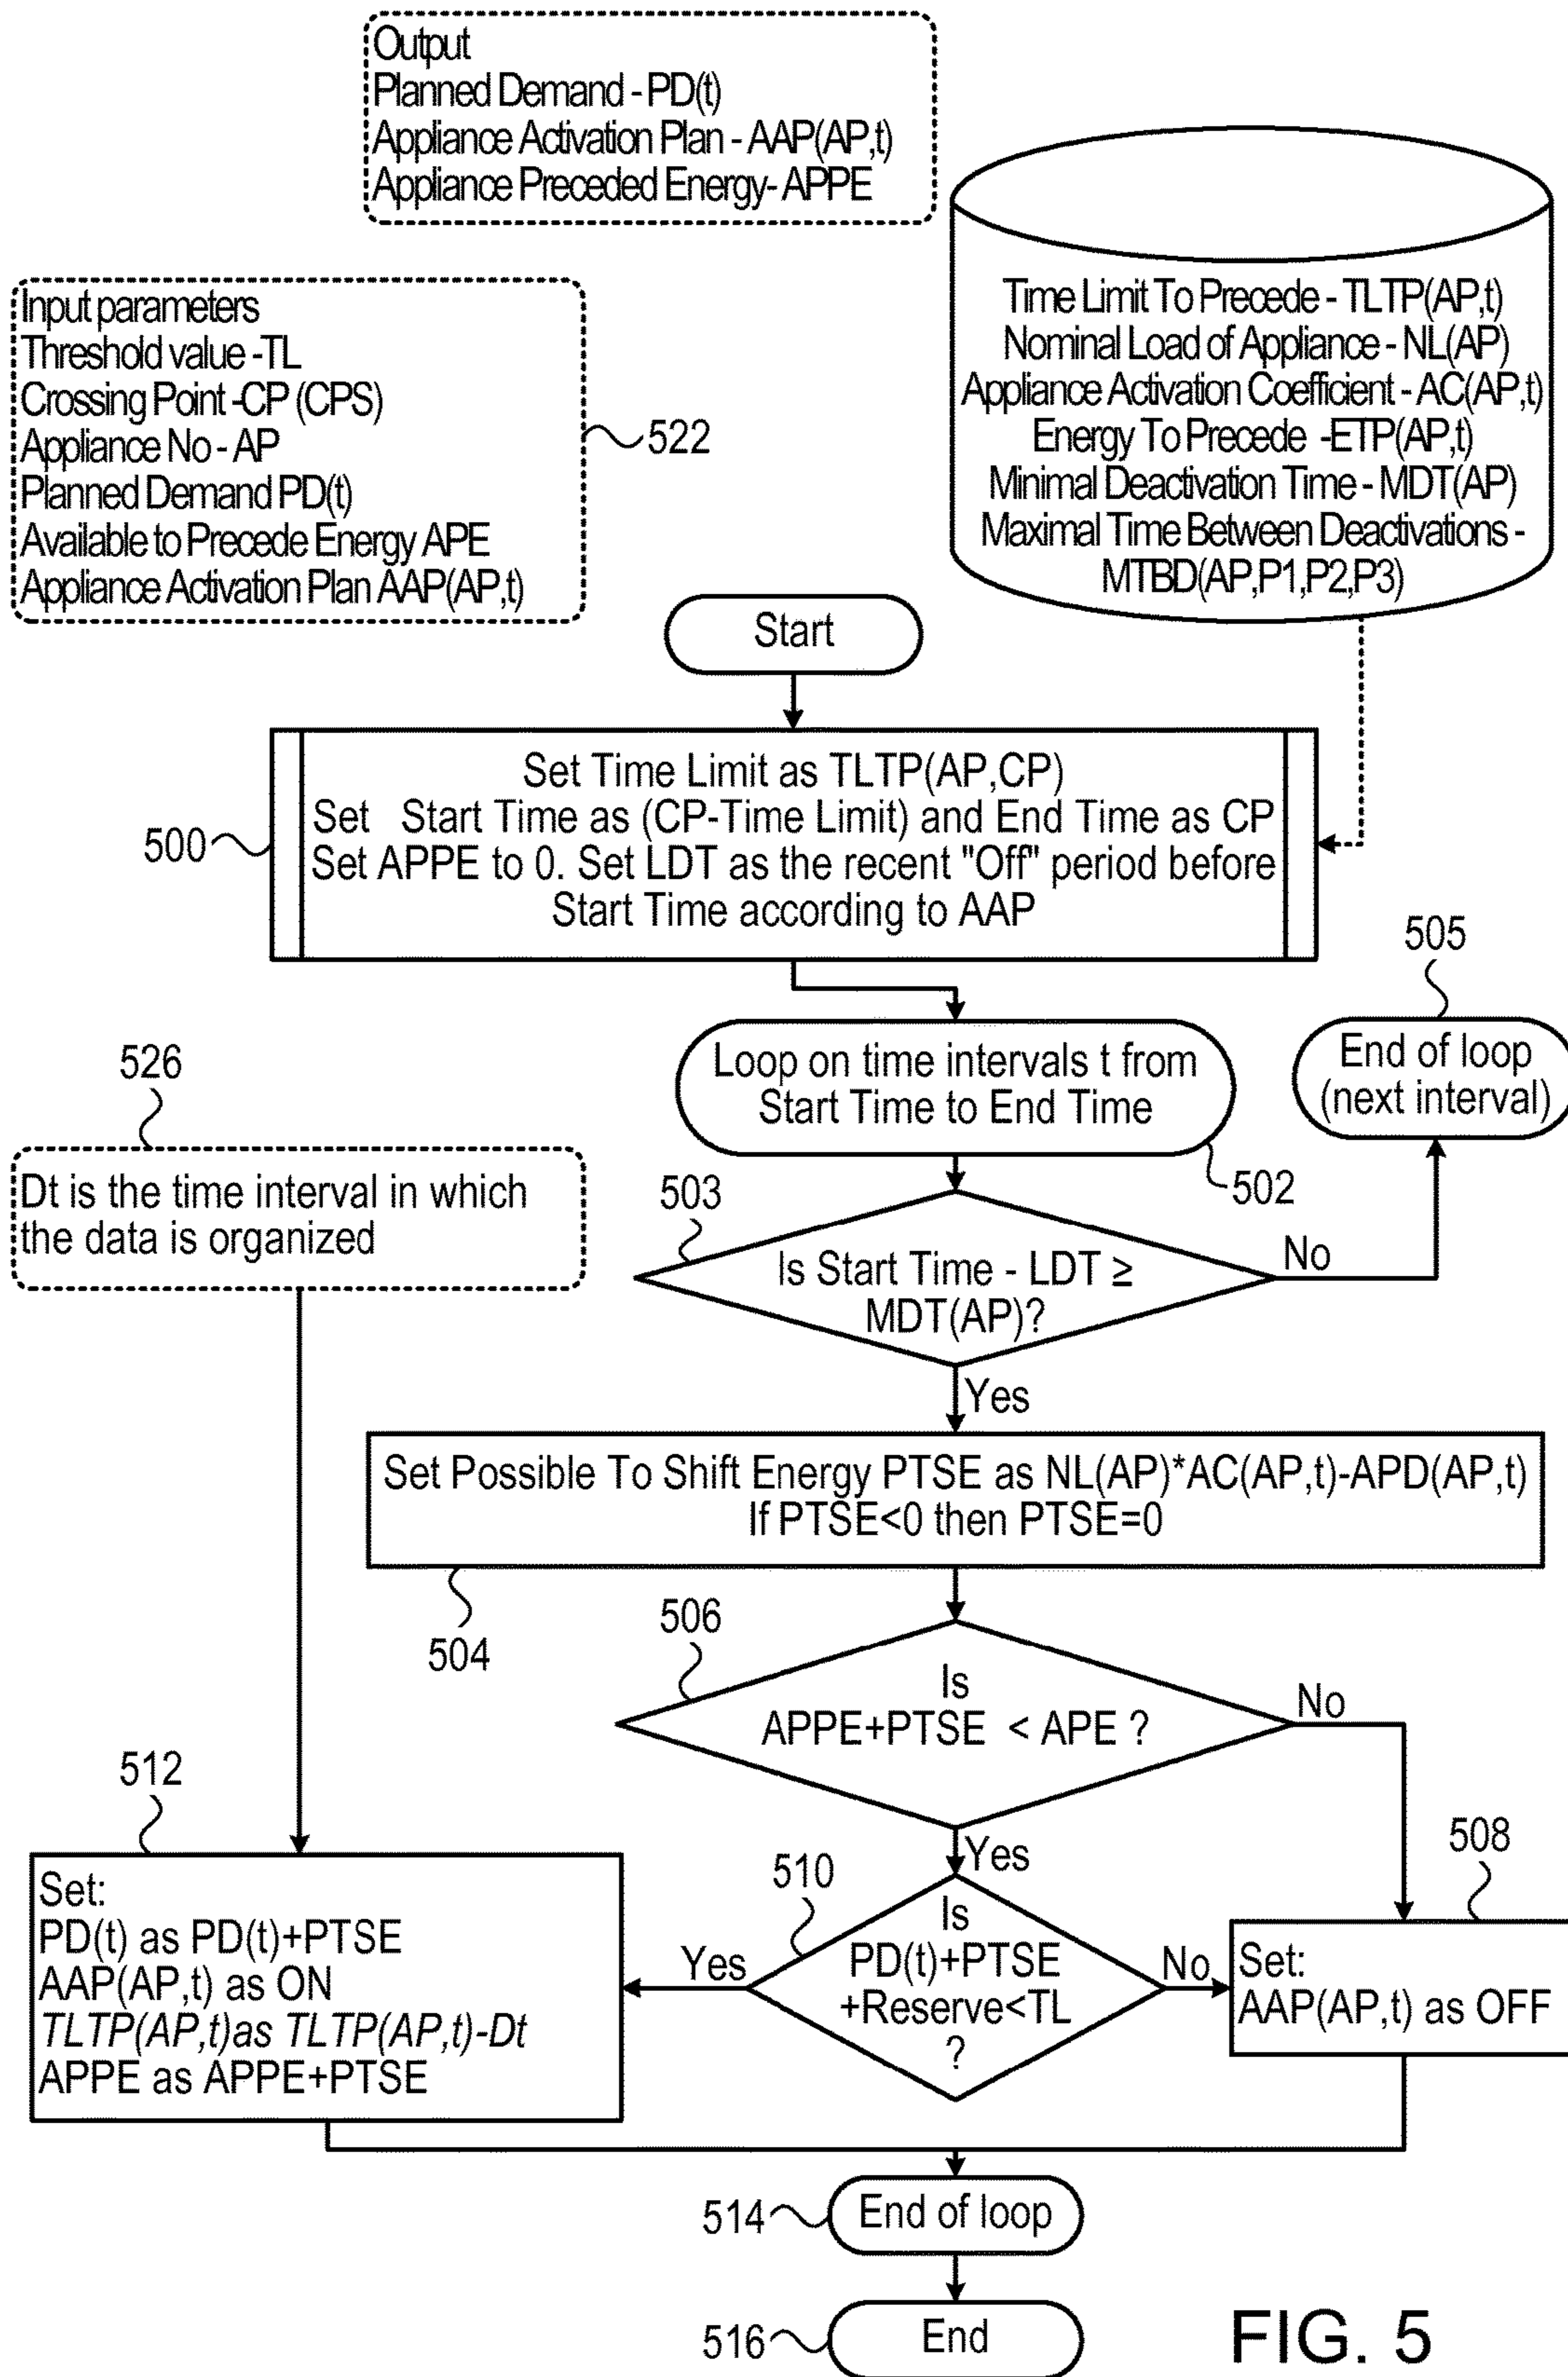 Output
Planned Demand - PD(t)
Appliance Activation Plan - AAP(AP,t)
Appliance Preceded Energy- APPE
Input parameters
Threshold value -TL
Crossing Point -CP (CPS)
Appliance No - AP
Planned Demand PD(t)
Available to Precede Energy APE
Appliance Activation Plan AAP(AP,t)
522
Time Limit To Precede - TLTP(AP,t)
Nominal Load of Appliance - NL(AP)
Appliance Activation Coefficient - AC(AP,t)
Energy To Precede -ETP(AP,t)
Minimal Deactivation Time - MDT(AP)
Maximal Time Between Deactivations -
MTBD(AP,P1,P2,P3)
Start
500
Set Time Limit as TLTP(AP,CP)
Set Start Time as (CP-Time Limit) and End Time as CP
Set APPE to 0. Set LDT as the recent "Off" period before
Start Time according to AAP
505
End of loop
(next interval)
Loop on time intervals t from
Start Time to End Time
502
526
Dt is the time interval in which
the data is organized
503
Is Start Time - LDT ≥
MDT(AP)?
No
Yes
Set Possible To Shift Energy PTSE as NL(AP)*AC(AP,t)-APD(AP,t)
If PTSE<0 then PTSE=0
504
506
Is
APPE+PTSE < APE ?
No
Yes
512
Set:
PD(t) as PD(t)+PTSE
AAP(AP,t) as ON
TLTP(AP,t)as TLTP(AP,t)-Dt
APPE as APPE+PTSE
510
Is
PD(t)+PTSE
+Reserve<TL
?
Yes
No
508
Set:
AAP(AP,t) as OFF
514
End of loop
516
End
FIG. 5